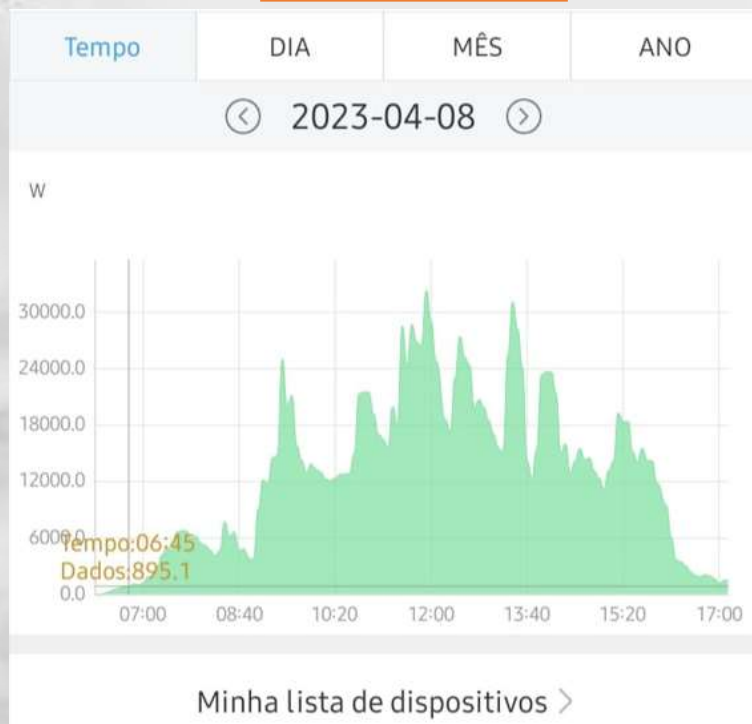 Tempo DIA MÊS ANO
2023-04-08
W
30000.0
24000.0
18000.0
12000.0
6000.0
Tempo:06:45
Dados:895.1
0.0
07:00 08:40 10:20 12:00 13:40 15:20 17:00
Minha lista de dispositivos >